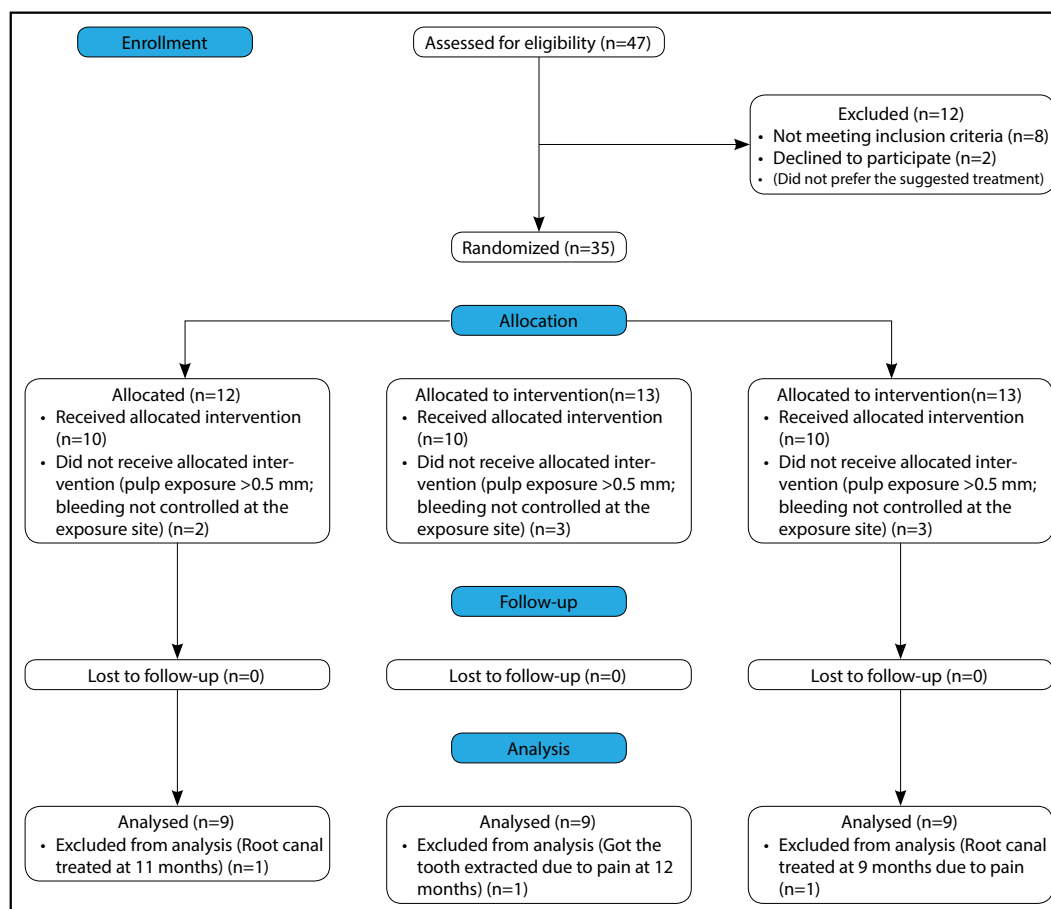 Enrollment
Assessed for eligibility (n=47)
Excluded (n=12)
• Not meeting inclusion criteria (n=8)
• Declined to participate (n=2)
• (Did not prefer the suggested treatment)
Randomized (n=35)
Allocation
Allocated (n=12)
• Received allocated intervention
(n=10)
• Did not receive allocated inter-
vention (pulp exposure >0.5 mm;
bleeding not controlled at the
exposure site) (n=2)
Allocated to intervention(n=13)
• Received allocated intervention
(n=10)
• Did not receive allocated inter-
vention (pulp exposure >0.5 mm;
bleeding not controlled at the
exposure site) (n=3)
Allocated to intervention(n=13)
• Received allocated intervention
(n=10)
• Did not receive allocated inter-
vention (pulp exposure >0.5 mm;
bleeding not controlled at the
exposure site) (n=3)
Follow-up
Lost to follow-up (n=0)
Lost to follow-up (n=0)
Lost to follow-up (n=0)
Analysis
Analysed (n=9)
• Excluded from analysis (Root canal
treated at 11 months) (n=1)
Analysed (n=9)
• Excluded from analysis (Got the
tooth extracted due to pain at 12
months) (n=1)
Analysed (n=9)
• Excluded from analysis (Root canal
treated at 9 months due to pain
(n=1)